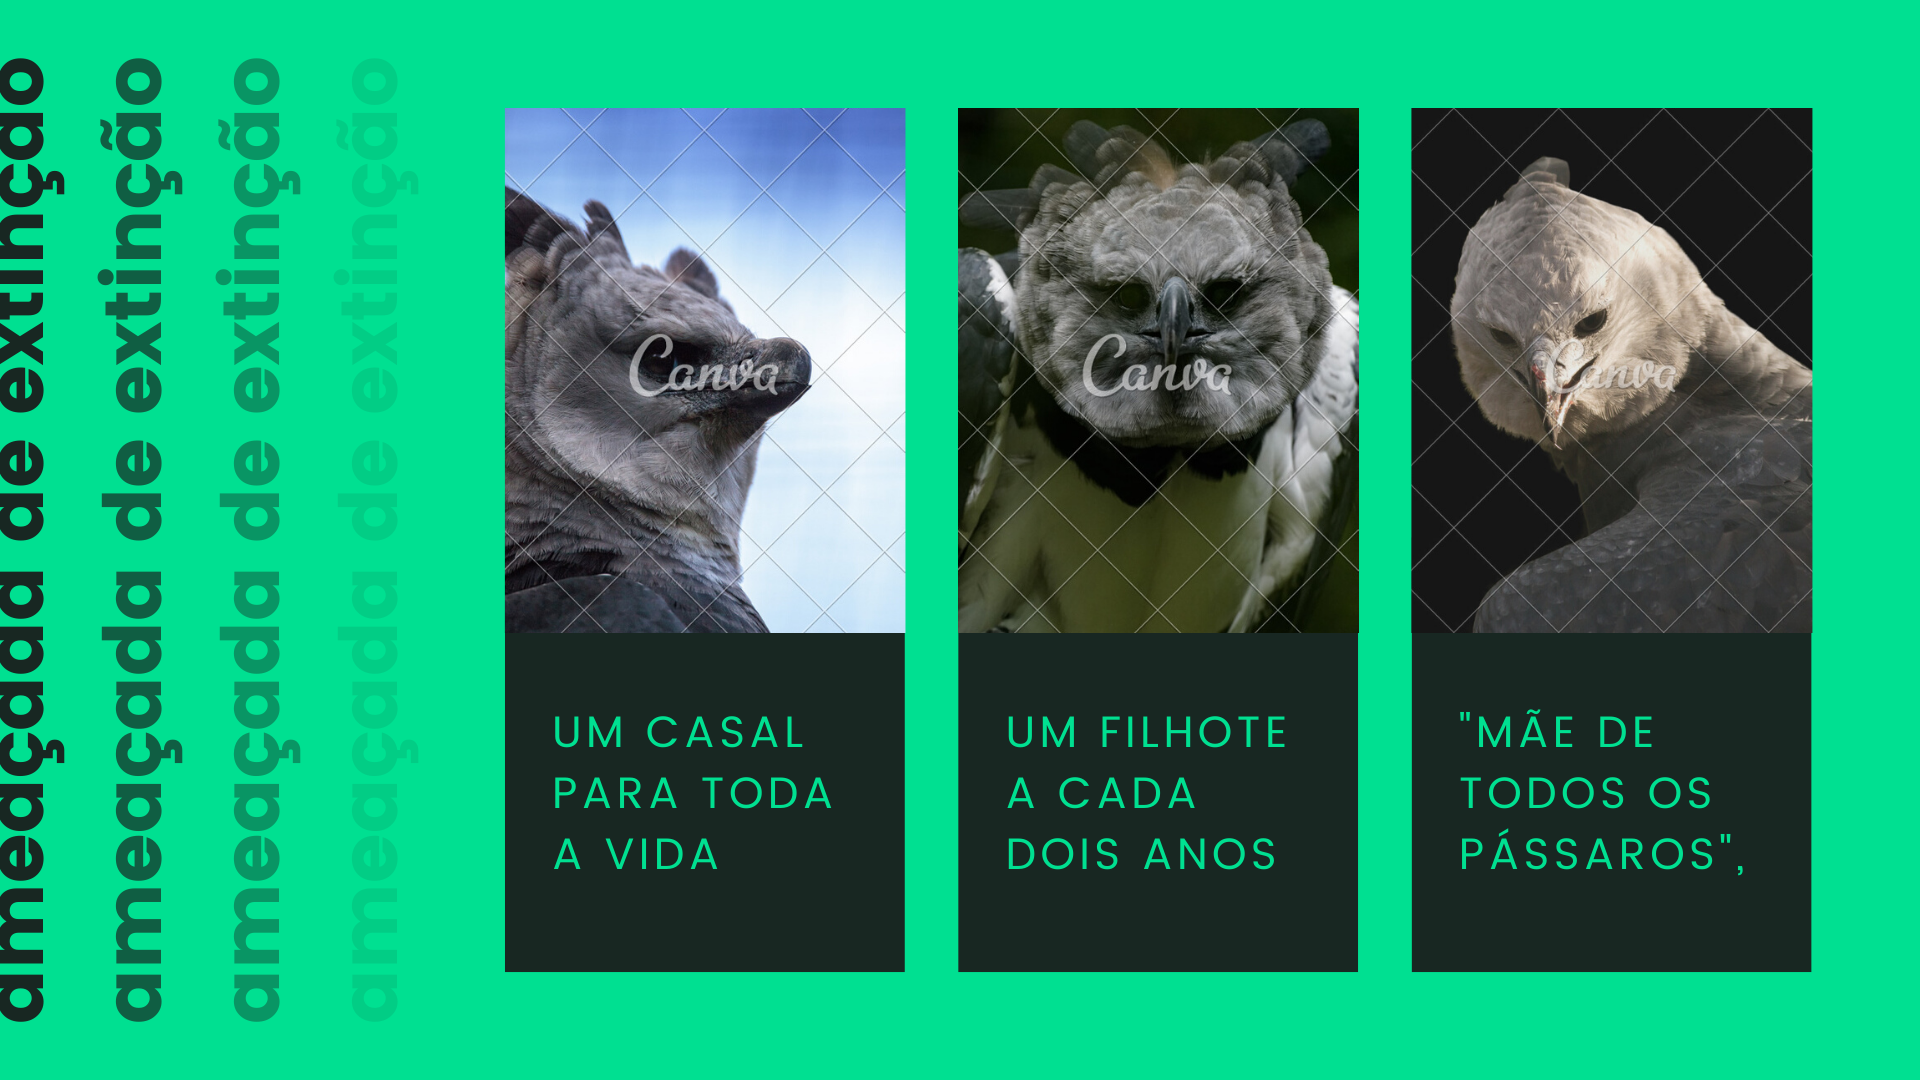 ameaçada de extinção
ameaçada de extinção
ameaçada de extinção
ameaçada de extinção
Canva
Canva
Canva
UM CASAL
PARA TODA
A VIDA
UM FILHOTE
A CADA
DOIS ANOS
"MÃE DE
TODOS OS
PÁSSAROS",